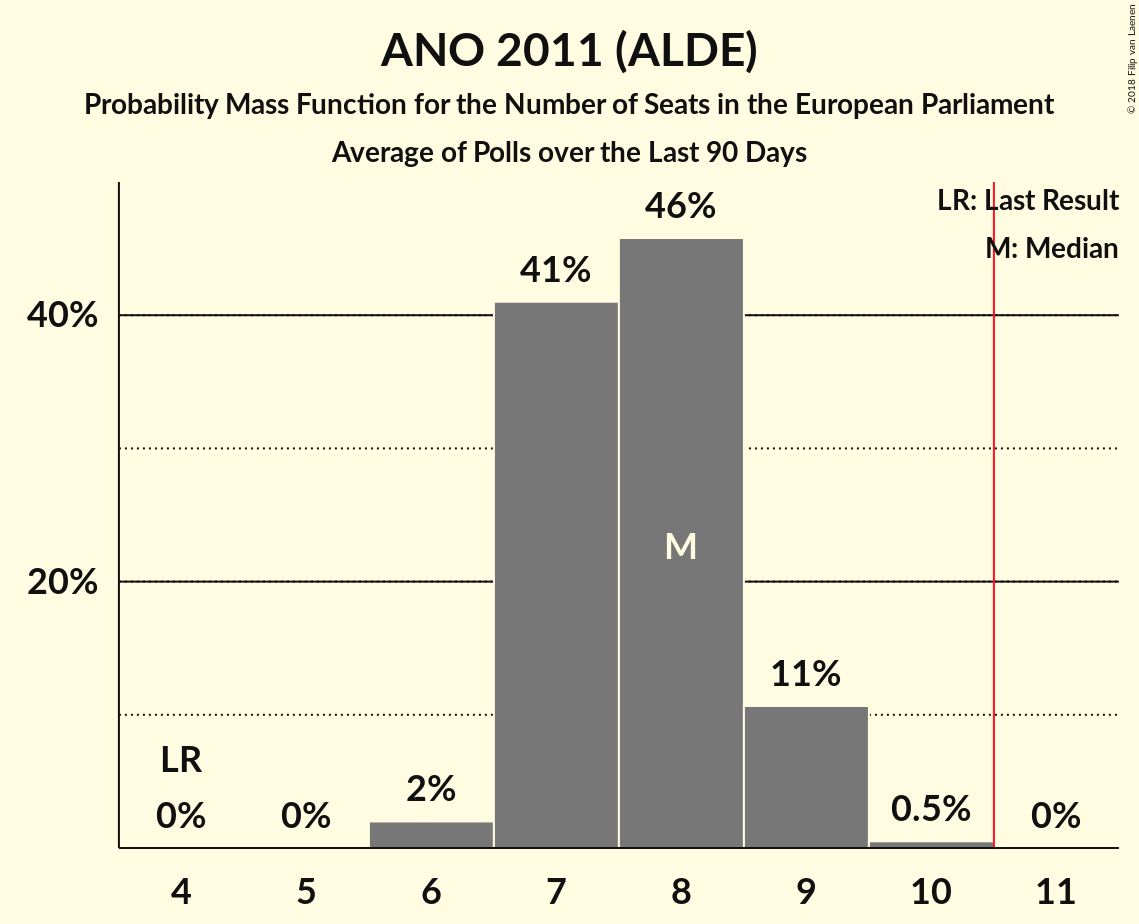 ANO 2011 (ALDE)
Probability Mass Function for the Number of Seats in the European Parliament
Average of Polls over the Last 90 Days
© 2018 Filip van Laenen
LR: Last Result
M: Median
46%
41%
40%
M
20%
11%
LR
2%
0.5%
0%
0%
0%
4 5 6 7 8 9 10 11